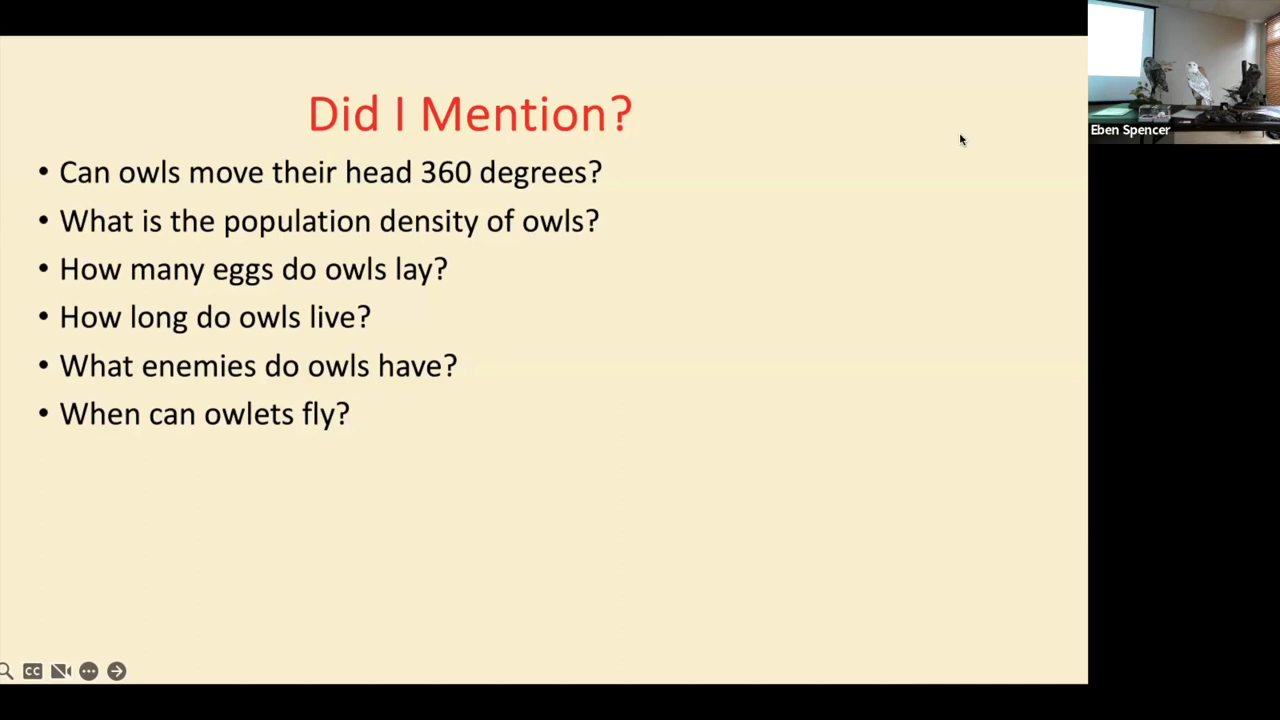 Did I Mention?
• Can owls move their head 360 degrees?
• What is the population density of owls?
• How many eggs do owls lay?
• How long do owls live?
• What enemies do owls have?
• When can owlets fly?
Eben Spencer
CC